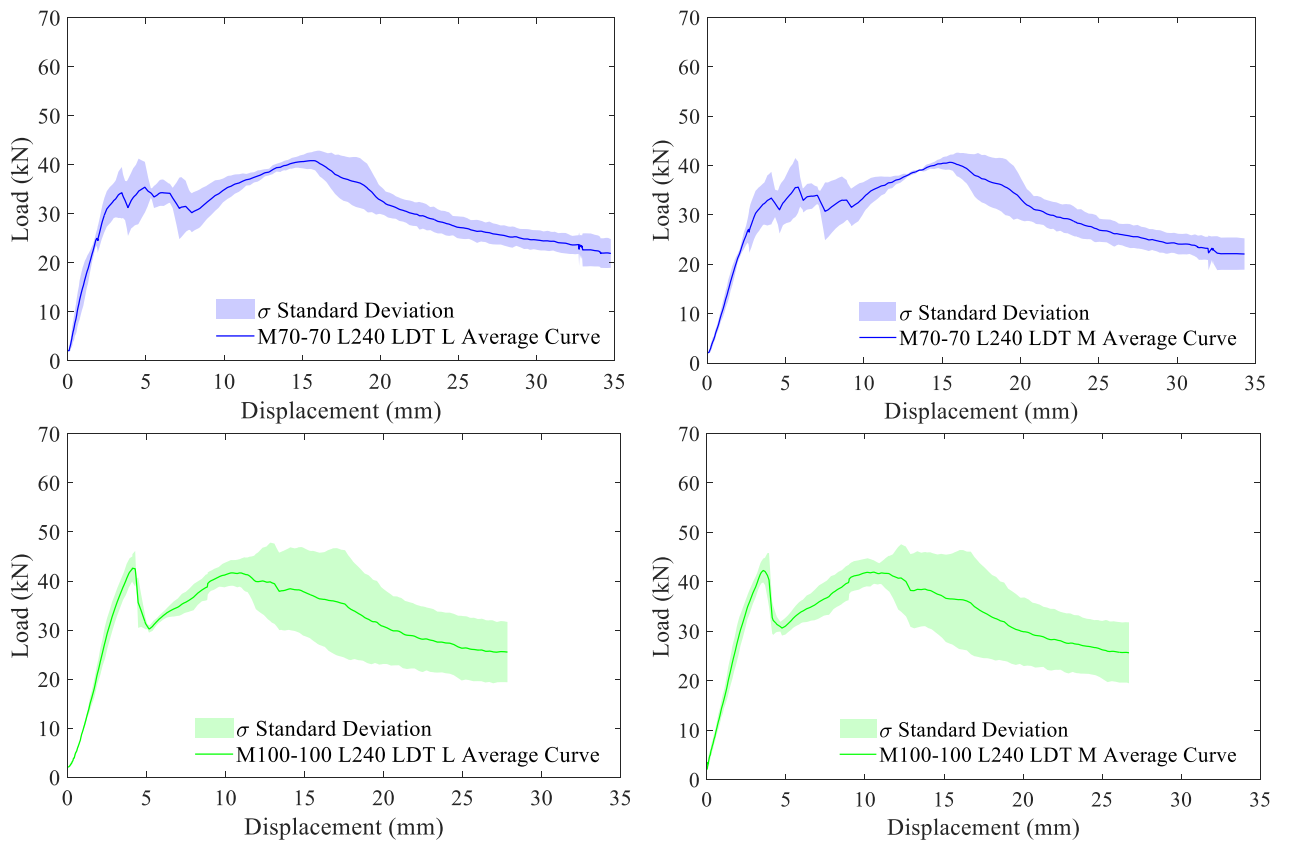 70
60
50
40
30
20
10
0
Load (kN)
σ Standard Deviation
M70-70 L240 LDT L Average Curve
0 5 10 15 20 25 30 35
Displacement (mm)
70
60
50
40
30
20
10
0
Load (kN)
σ Standard Deviation
M70-70 L240 LDT M Average Curve
0 5 10 15 20 25 30 35
Displacement (mm)
70
60
50
40
30
20
10
0
Load (kN)
σ Standard Deviation
M100-100 L240 LDT L Average Curve
0 5 10 15 20 25 30 35
Displacement (mm)
70
60
50
40
30
20
10
0
Load (kN)
σ Standard Deviation
M100-100 L240 LDT M Average Curve
0 5 10 15 20 25 30 35
Displacement (mm)